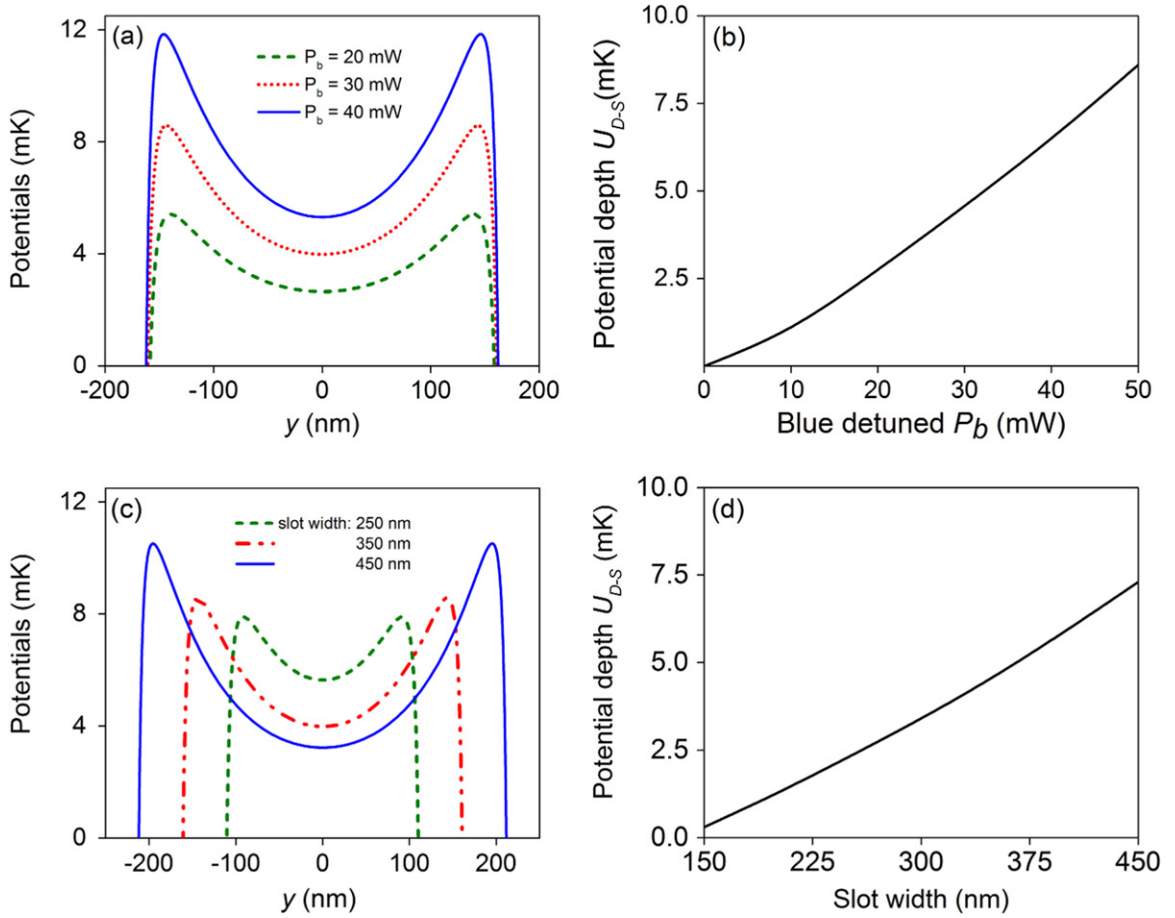 (a)
P_b = 20 mW
P_b = 30 mW
P_b = 40 mW
12
8
4
0
Potentials (mK)
-200
-100
0
100
200
y (nm)
(b)
10.0
7.5
5.0
2.5
Potential depth U_D-S(mK)
0
10
20
30
40
50
Blue detuned P_b (mW)
(c)
slot width: 250 nm
350 nm
450 nm
12
8
4
0
Potentials (mK)
-200
-100
0
100
200
y (nm)
(d)
10.0
7.5
5.0
2.5
0.0
Potential depth U_D-S (mK)
150
225
300
375
450
Slot width (nm)